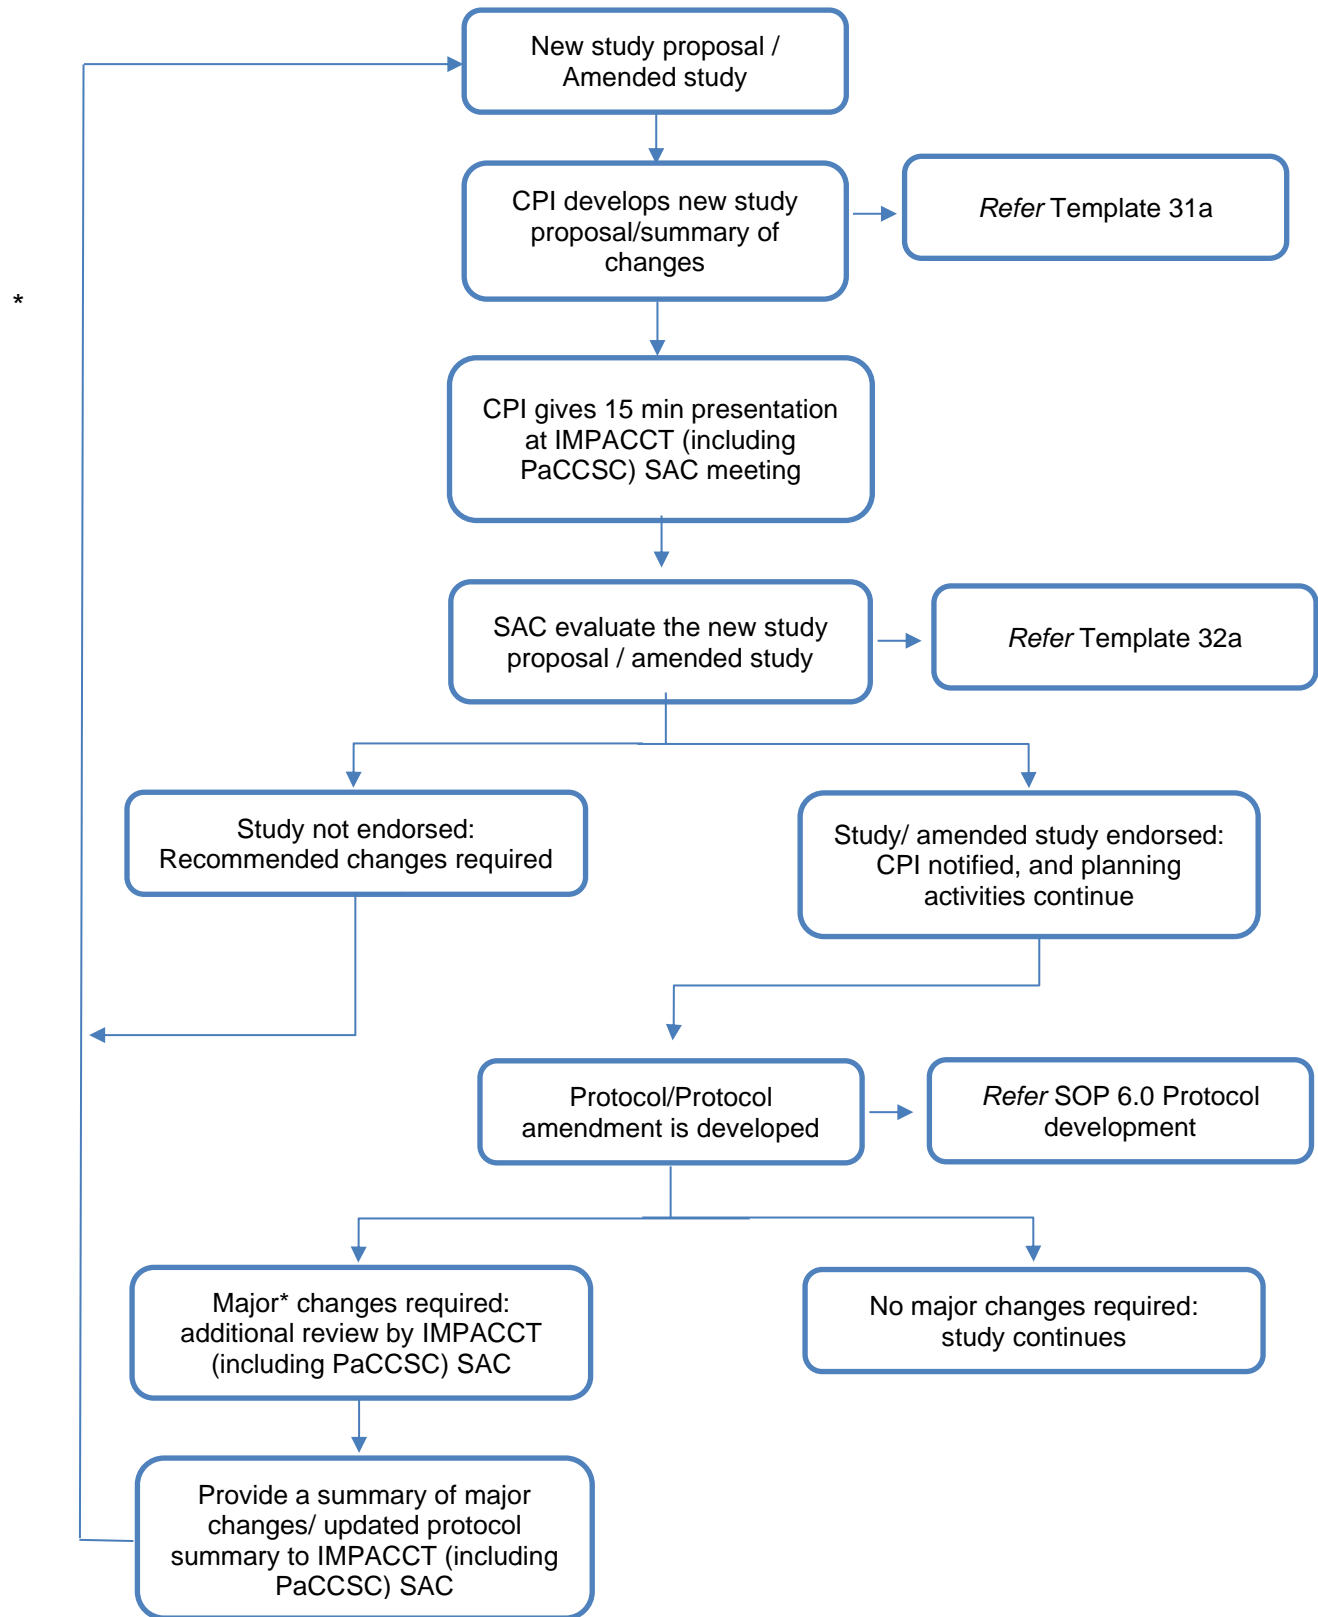 New study proposal /
Amended study
CPI develops new study
proposal/summary of
changes
Refer Template 31a
*
CPI gives 15 min presentation
at IMPACCT (including
PaCCSC) SAC meeting
SAC evaluate the new study
proposal / amended study
Refer Template 32a
Study not endorsed:
Recommended changes required
Study/ amended study endorsed:
CPI notified, and planning
activities continue
Protocol/Protocol
amendment is developed
Refer SOP 6.0 Protocol
development
Major* changes required:
additional review by IMPACCT
(including PaCCSC) SAC
No major changes required:
study continues
Provide a summary of major
changes/ updated protocol
summary to IMPACCT (including
PaCCSC) SAC